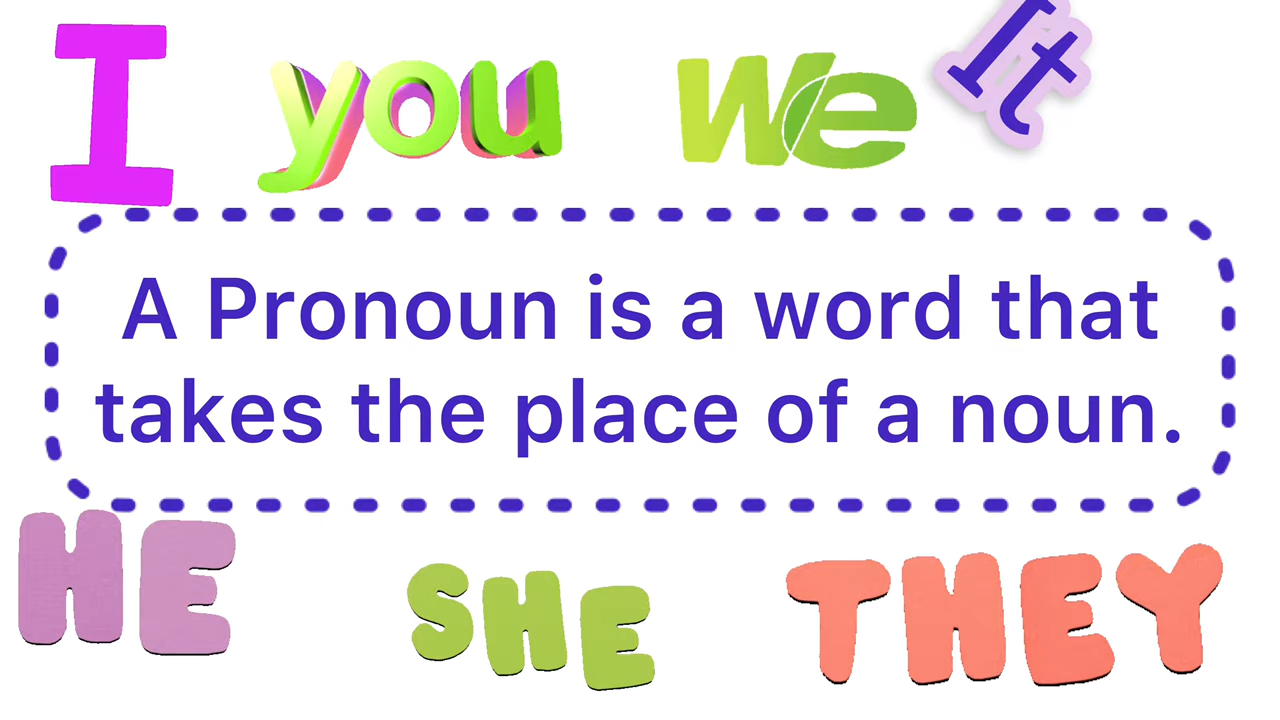 I you We It
A Pronoun is a word that
takes the place of a noun.
HE SHE THEY